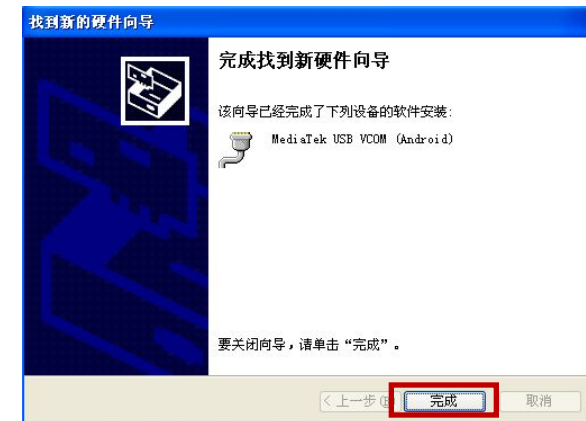 找到新的硬件向导
完成找到新硬件向导
该向导已经完成了下列设备的软件安装:
MediaTek USB VCOM (Android)
要关闭向导，请单击“完成”。
< 上一步(B) 完成 取消